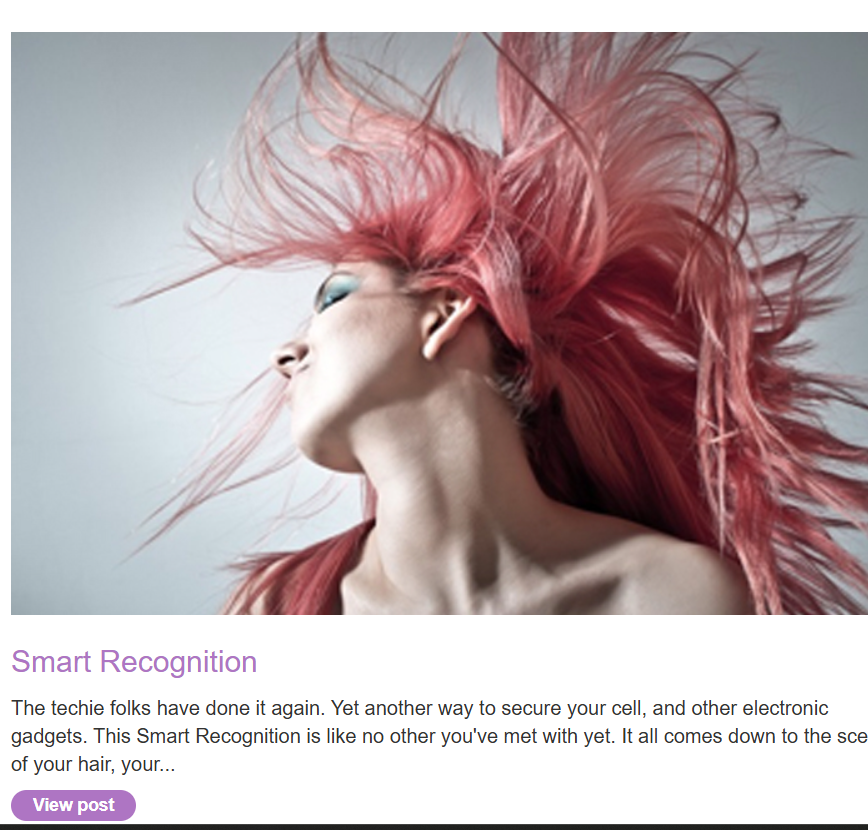 Smart Recognition
The techie folks have done it again. Yet another way to secure your cell, and other electronic
gadgets. This Smart Recognition is like no other you've met with yet. It all comes down to the
of your hair, your...
View post